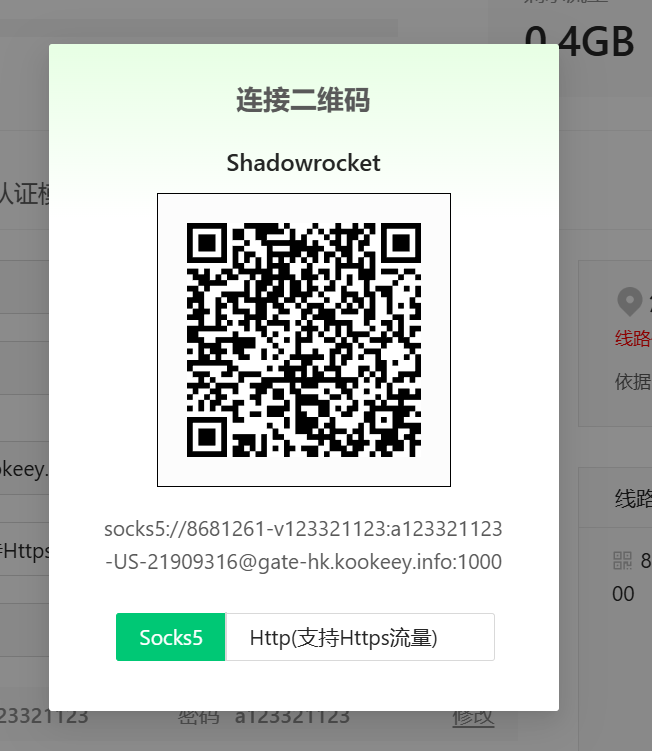 0.4GB
连接二维码
Shadowrocket
认证
线路
依据
keey.
Https
socks5://8681261-v123321123:a123321123
-US-21909316@gate-hk.kookeey.info:1000
线路
8
00
Socks5 Http(支持Https流量)
23321123 密码 a123321123 修改